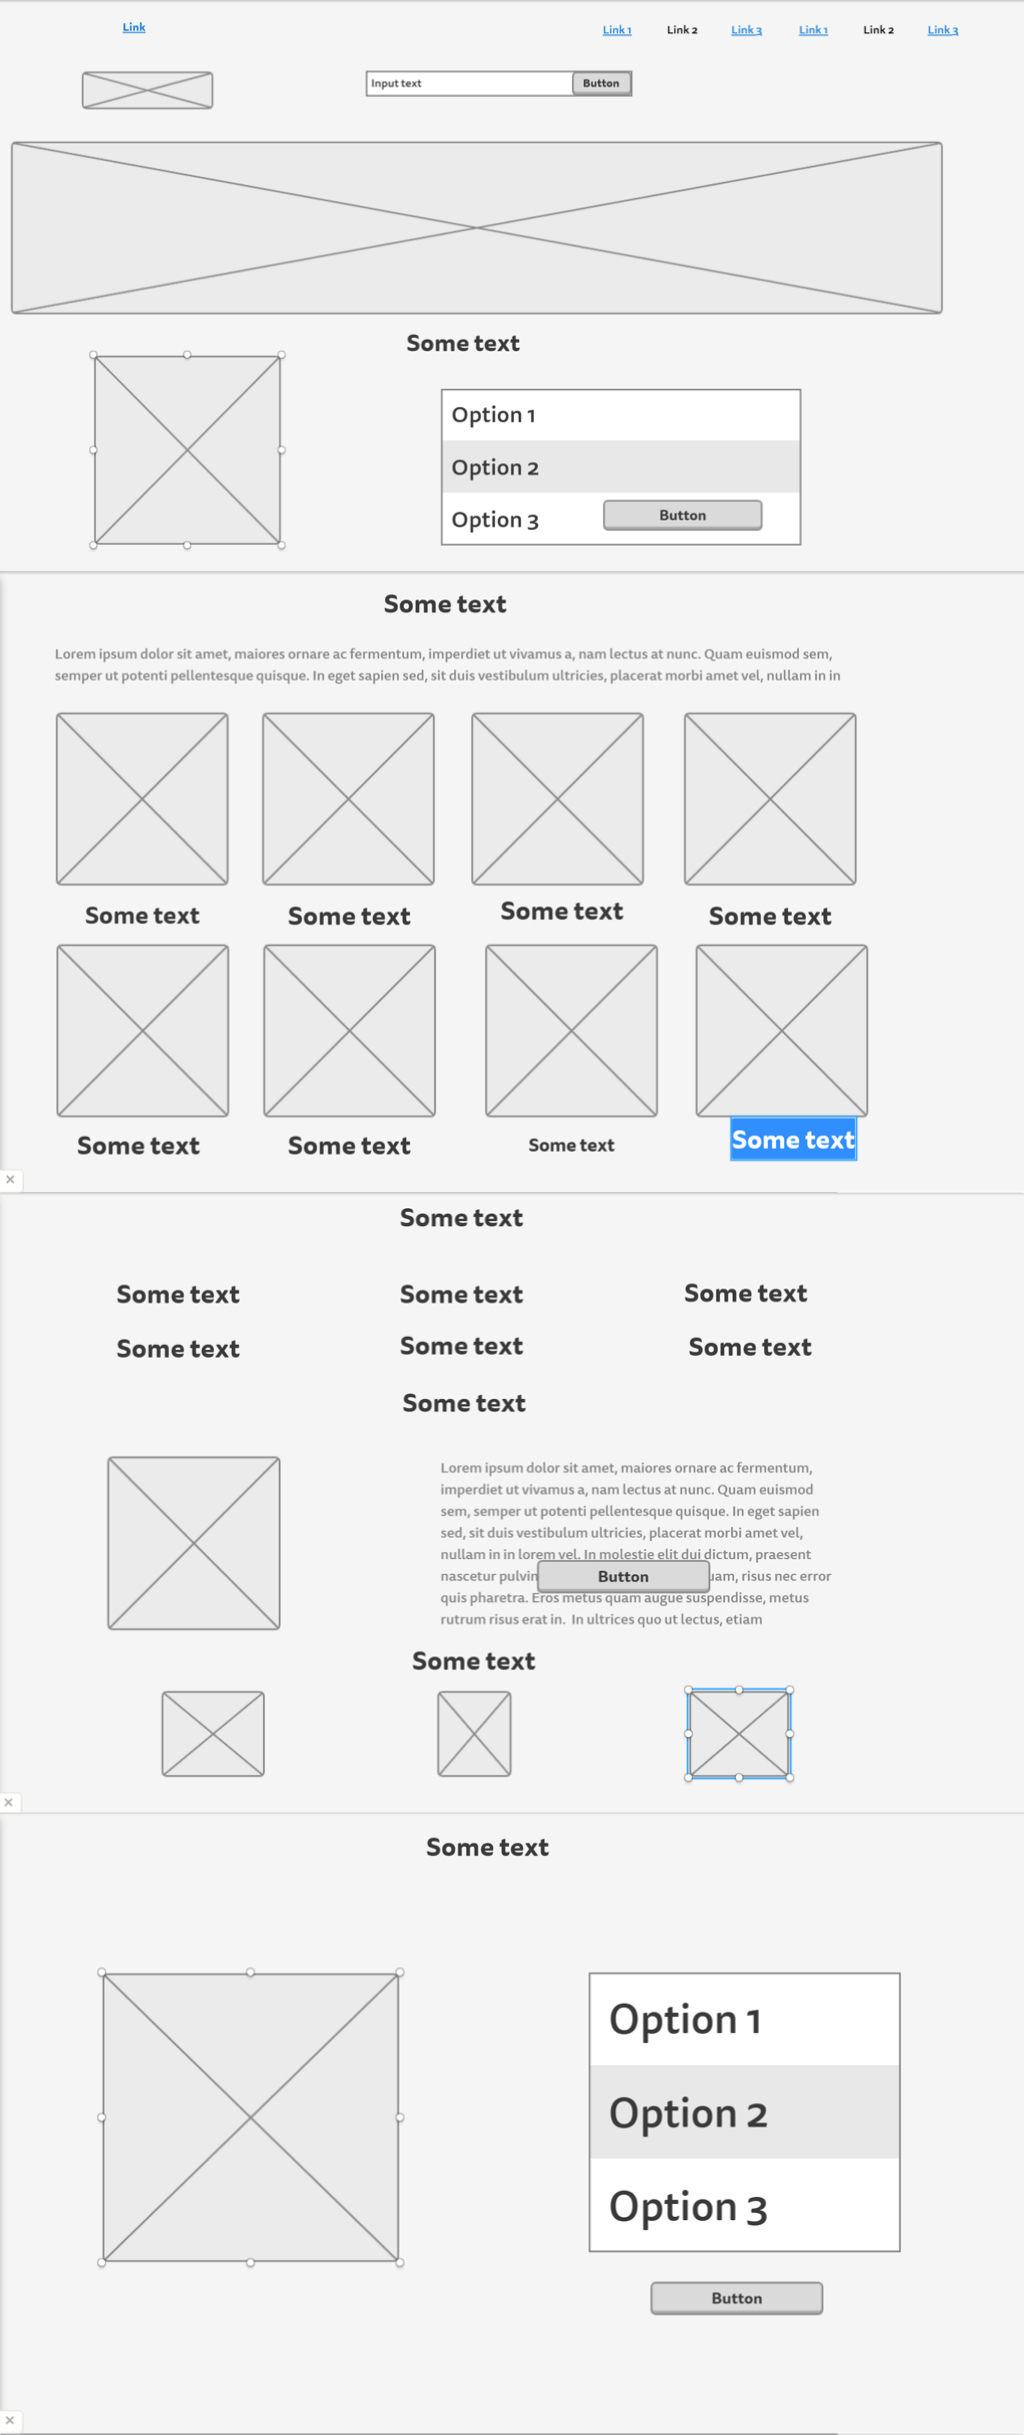 Link
Link 1 Link 2 Link 3 Link 1 Link 2 Link 3
Input text Button
Some text
Option 1
Option 2
Option 3
Button
Some text
Lorem ipsum dolor sit amet, maiores ornare ac fermentum, imperdiet ut vivamus a, nam lectus at nunc. Quam euismod sem,
semper ut potenti pellentesque quisque. In eget sapien sed, sit duis vestibulum ultricies, placerat morbi amet vel, nullam in in
Some text Some text Some text Some text
Some text Some text Some text Some text
Some text
Some text Some text Some text
Some text Some text Some text
Some text
Lorem ipsum dolor sit amet, maiores ornare ac fermentum,
imperdiet ut vivamus a, nam lectus at nunc. Quam euismod
sem, semper ut potenti pellentesque quisque. In eget sapien
sed, sit duis vestibulum ultricies, placerat morbi amet vel,
nullam in in lorem vel. In molestie elit dui dictum, praesent
nascetur pulvin Button uam, risus nec error
quis pharetra. Eros metus quam augue suspendisse, metus
rutrum risus erat in. In ultrices quo ut lectus, etiam
Some text
Some text
Option 1
Option 2
Option 3
Button